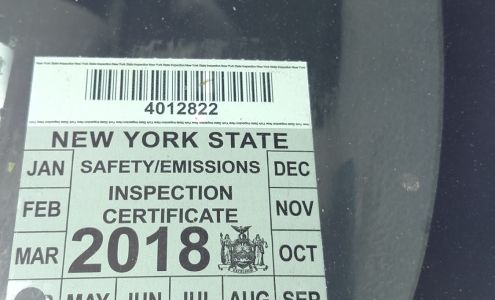 4012822
NEW YORK STATE
JAN SAFETY/EMISSIONS DEC
INSPECTION
FEB CERTIFICATE NOV
MAR 2018 OCT
MAY JUN JUL AUG SEP